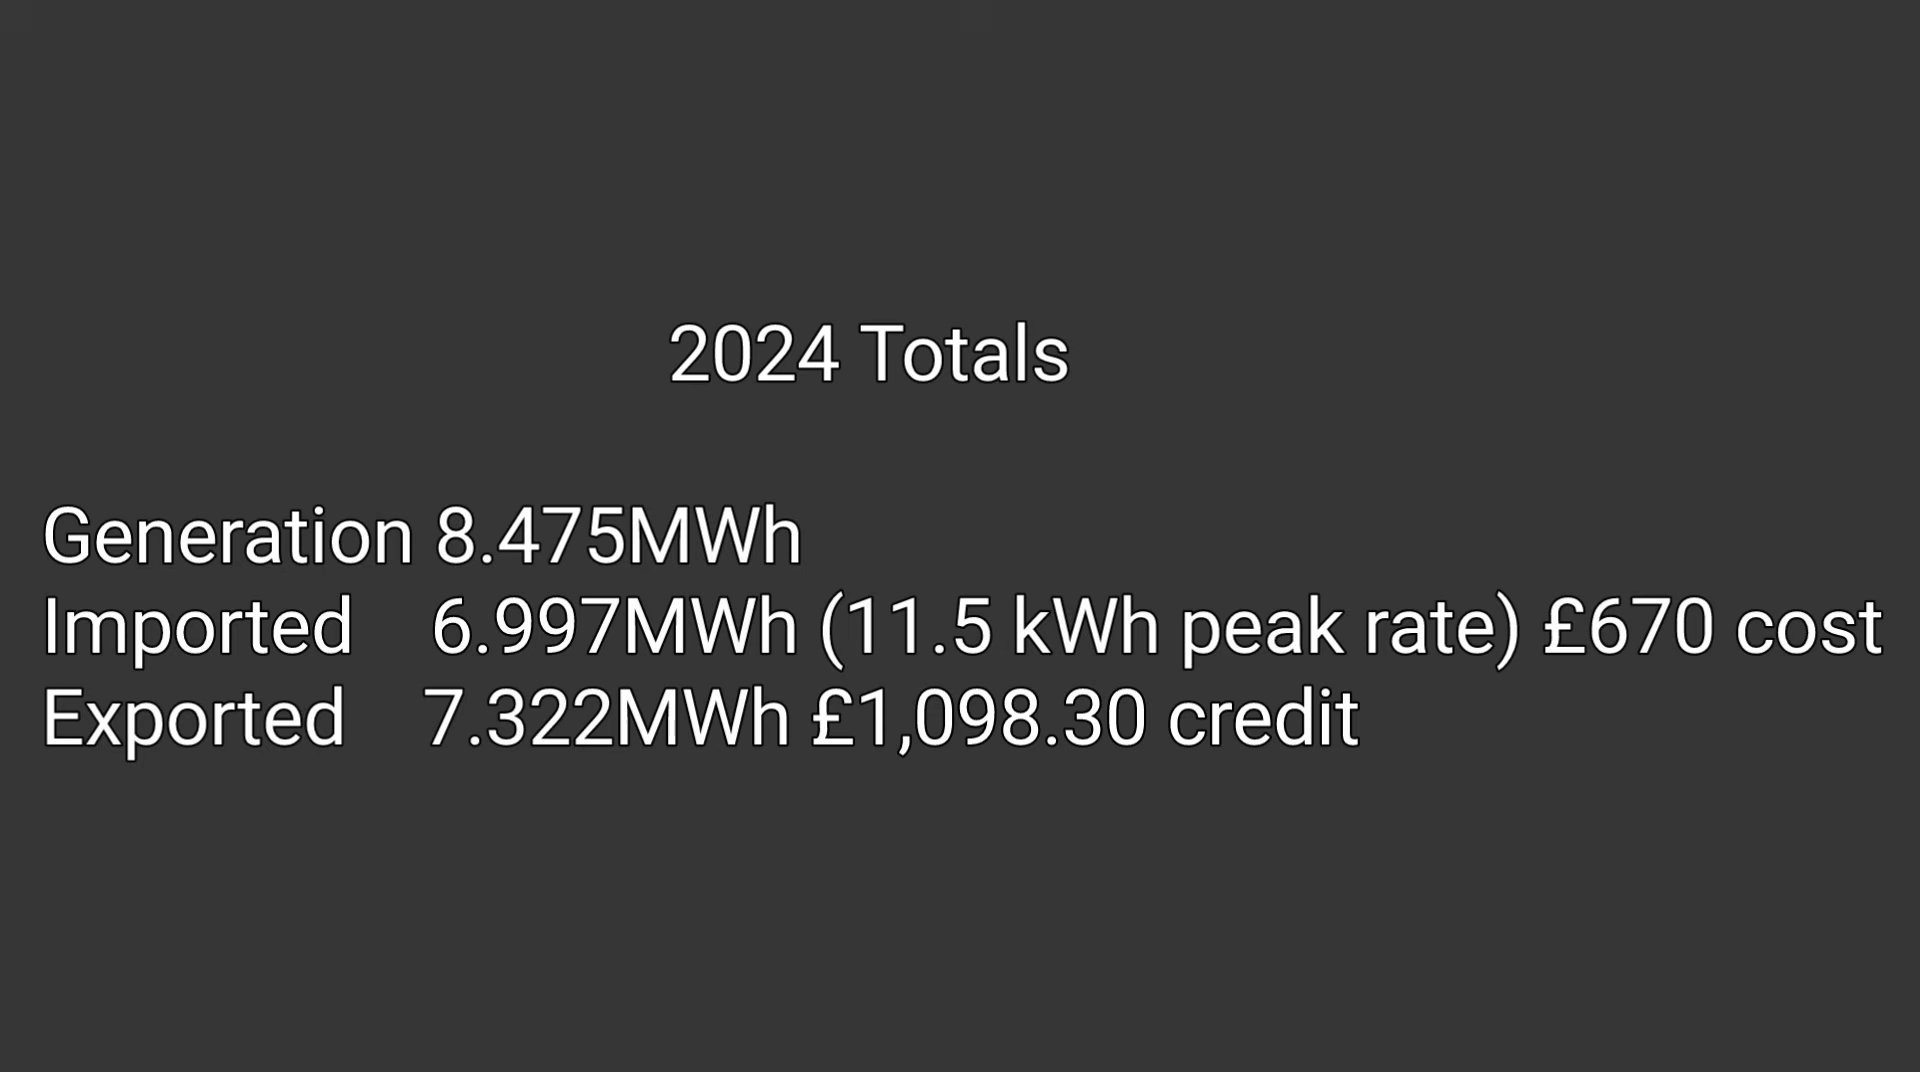 2024 Totals
Generation 8.475MWh
Imported 6.997MWh (11.5 kWh peak rate) £670 cost
Exported 7.322MWh £1,098.30 credit